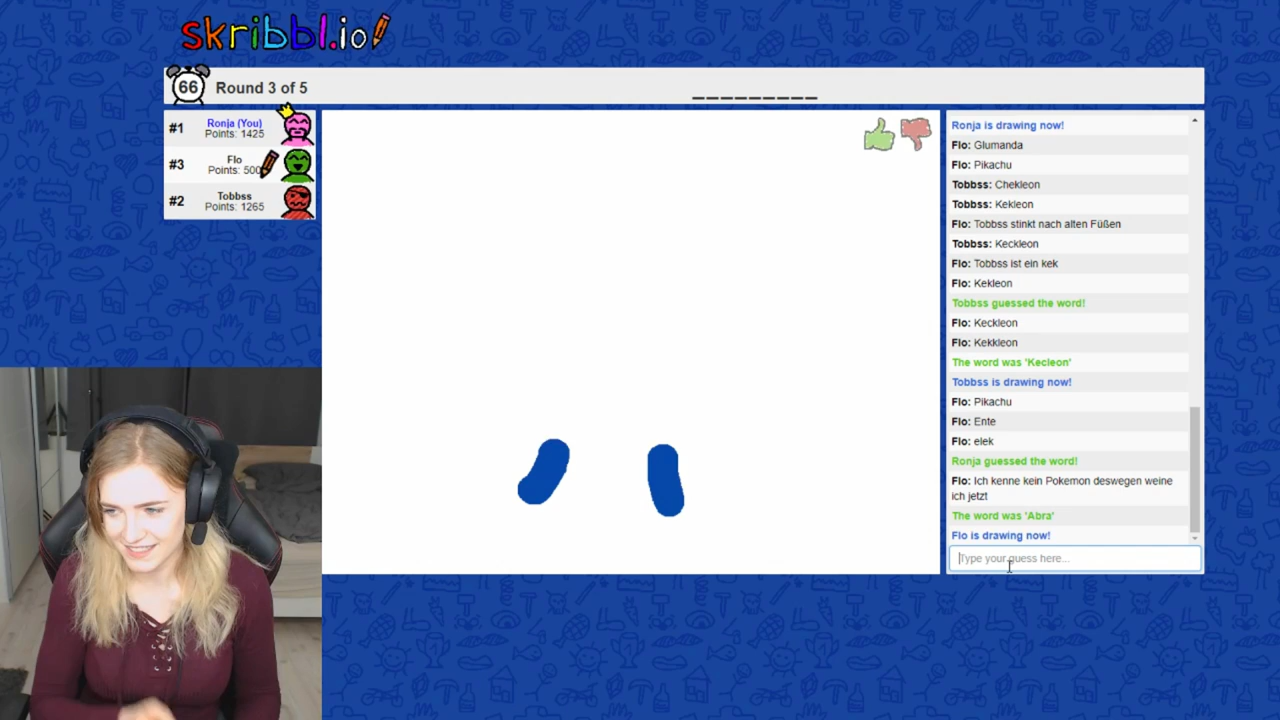 skribbl.io
66
Round 3 of 5
_________
#1
Ronja (You)
Points: 1425
#3
Flo
Points: 500
#2
Tobbss
Points: 1265
Ronja is drawing now!
Flo: Glumanda
Flo: Pikachu
Tobbss: Chekleon
Tobbss: Kekleon
Flo: Tobbss stinkt nach alten Füßen
Tobbss: Keckleon
Flo: Tobbss ist ein kek
Flo: Kekleon
Tobbss guessed the word!
Flo: Keckleon
Flo: Kekkleon
The word was 'Kecleon'
Tobbss is drawing now!
Flo: Pikachu
Flo: Ente
Flo: elek
Ronja guessed the word!
Flo: Ich kenne kein Pokemon deswegen weine
ich jetzt
The word was 'Abra'
Flo is drawing now!
Type your guess here...